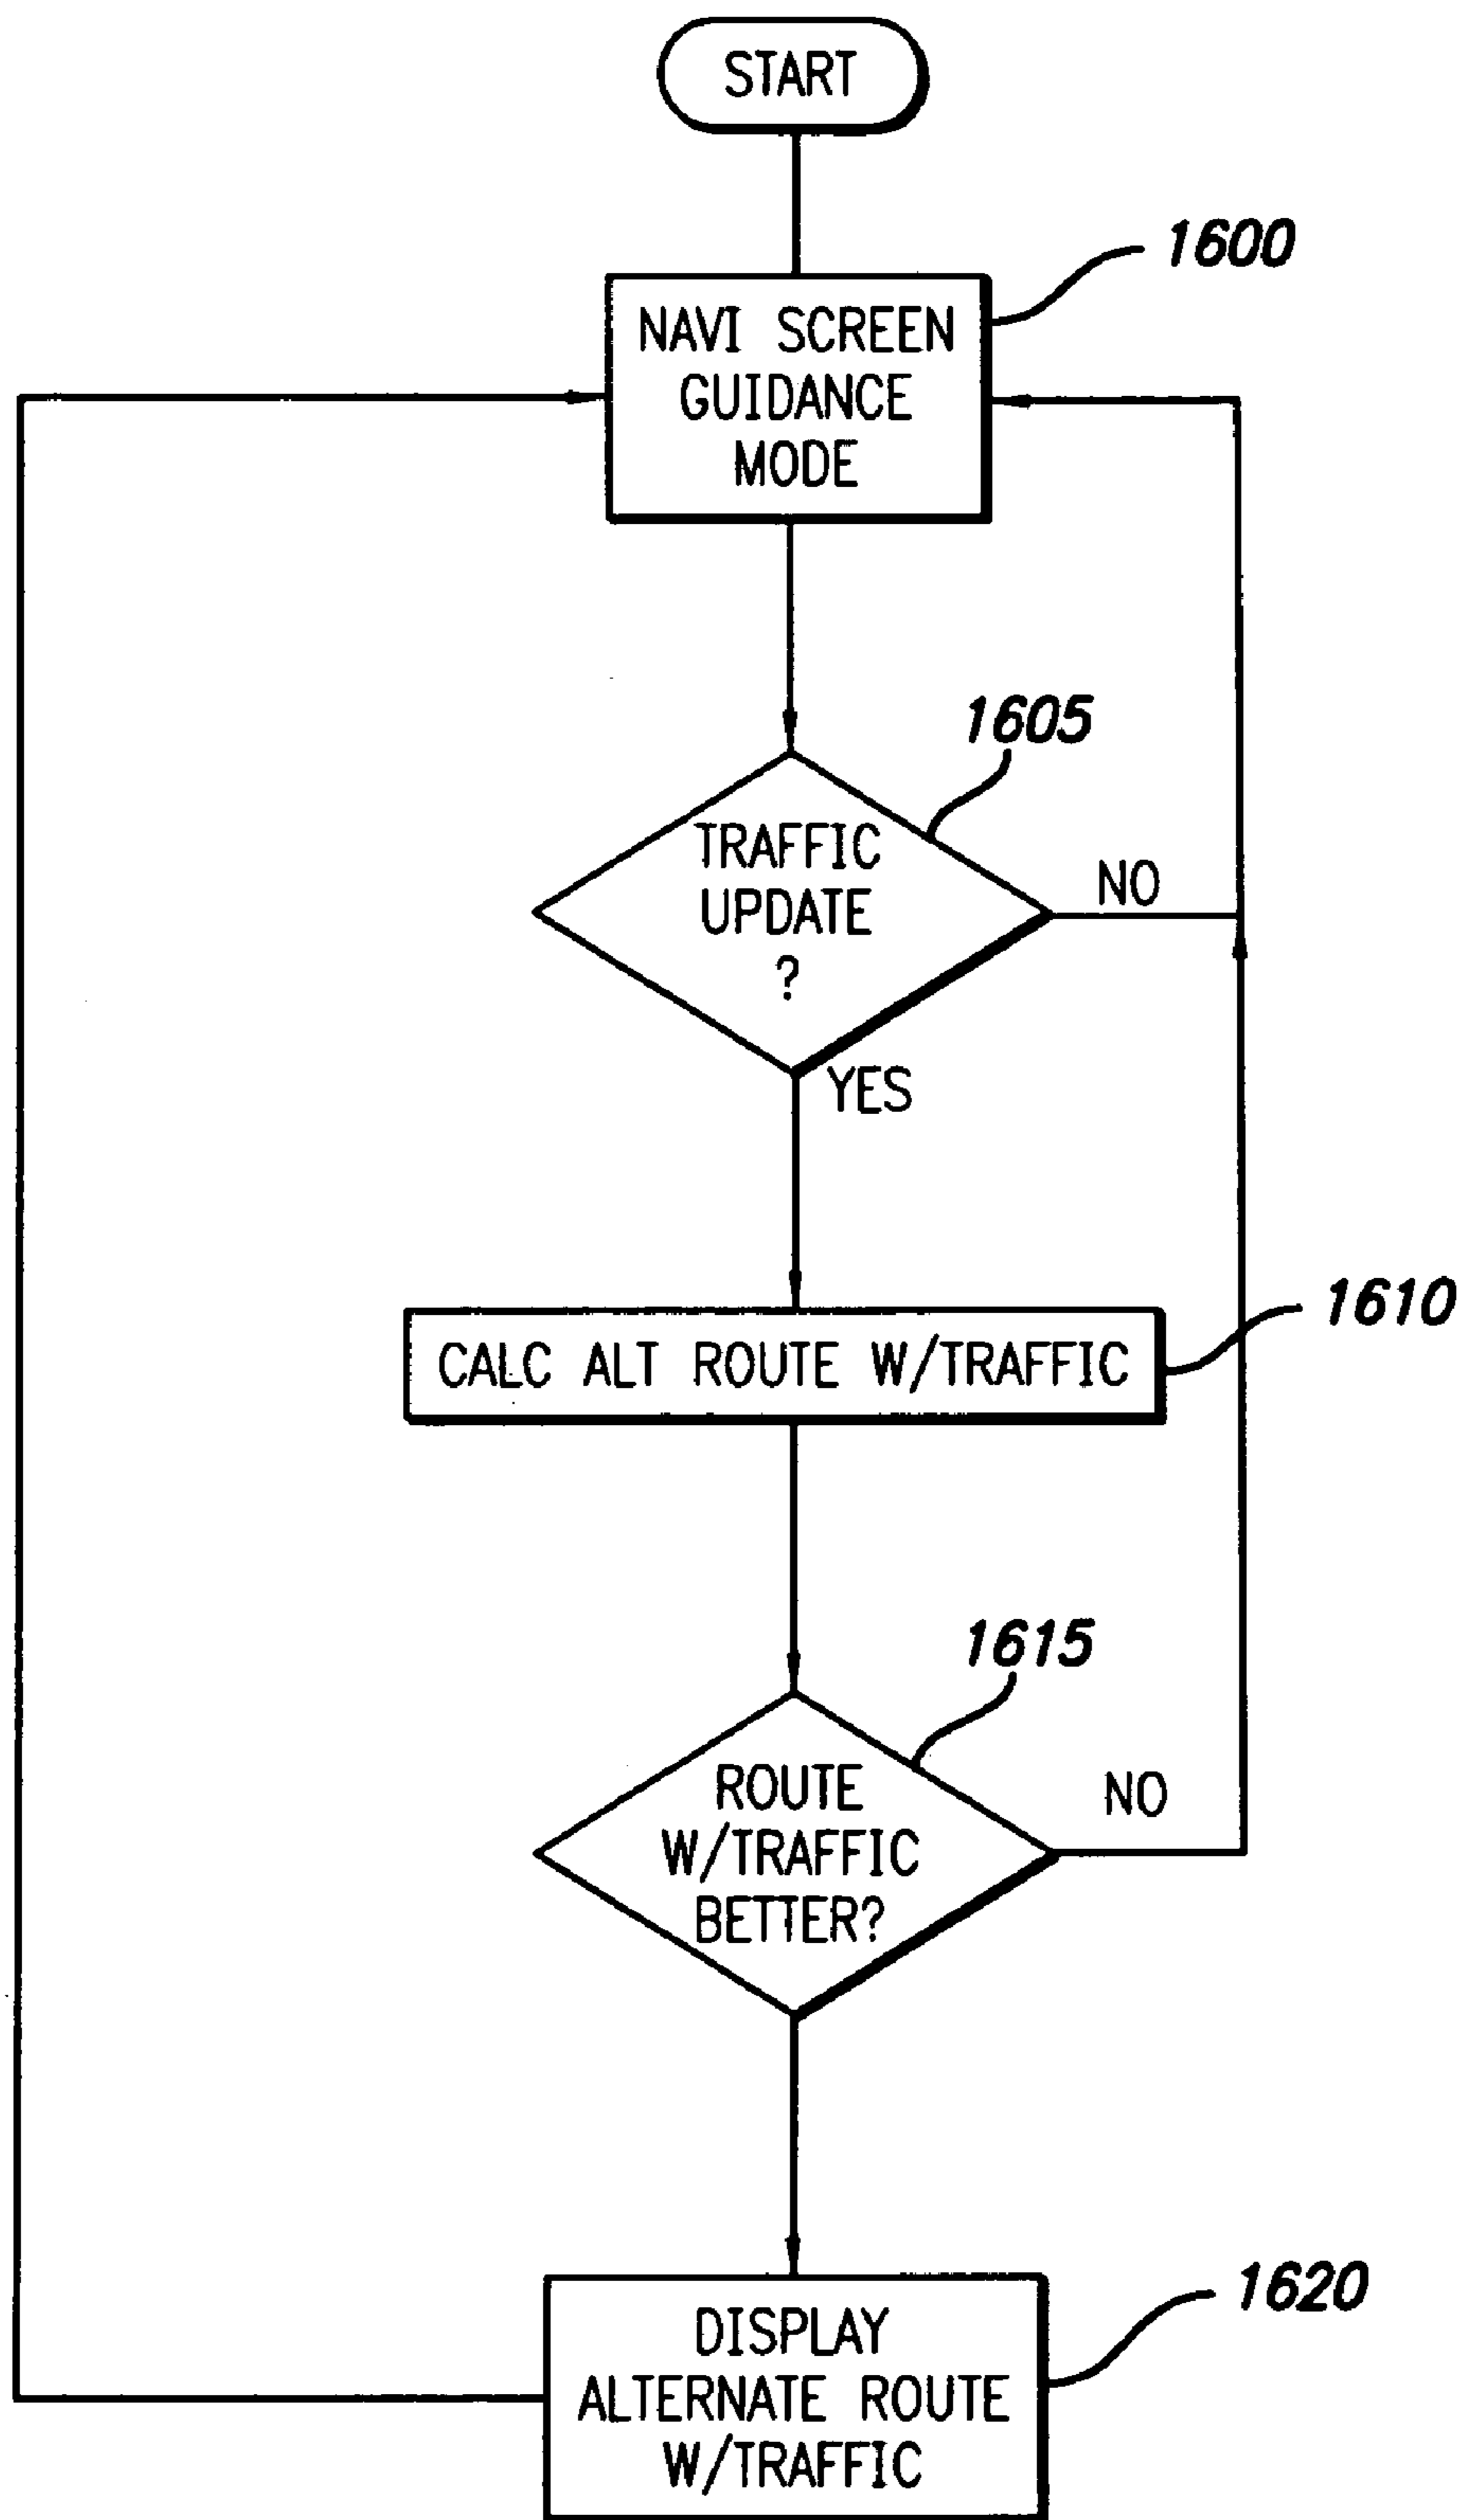 START
1600
NAVI SCREEN
GUIDANCE
MODE
1605
TRAFFIC
UPDATE
?
NO
YES
1610
CALC ALT ROUTE W/TRAFFIC
1615
ROUTE
W/TRAFFIC
BETTER?
NO
1620
DISPLAY
ALTERNATE ROUTE
W/TRAFFIC